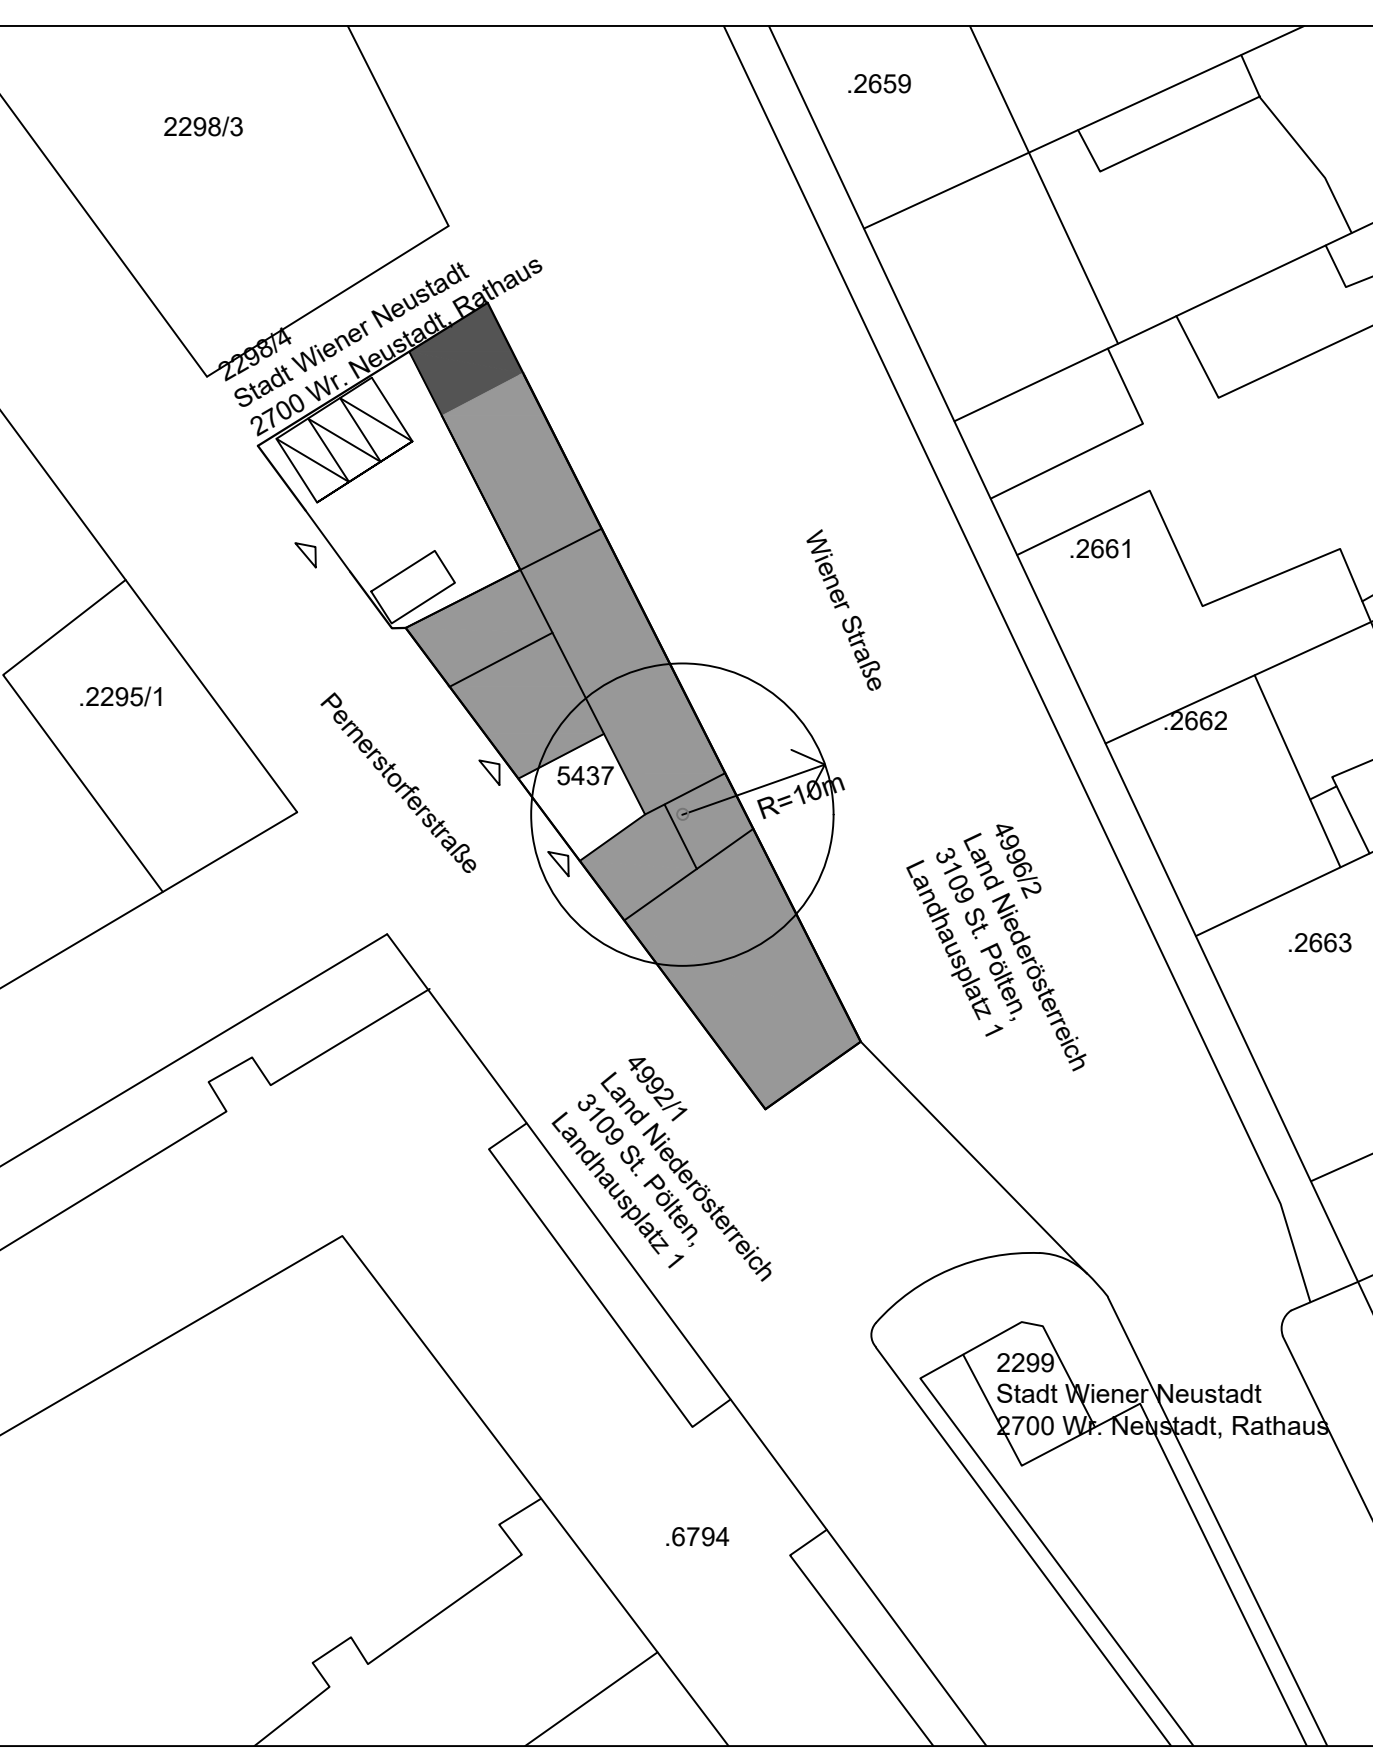 .2659
2298/3
2298/4
Stadt Wiener Neustadt
2700 Wr. Neustadt, Rathaus
Wiener Straße
.2661
.2295/1
Pernerstorferstraße
.2662
5437
R=10m
4996/2
Land Niederösterreich
3109 St. Pölten,
Landhausplatz 1
.2663
4992/1
Land Niederösterreich
3109 St. Pölten,
Landhausplatz 1
2299
Stadt Wiener Neustadt
2700 Wr. Neustadt, Rathaus
.6794